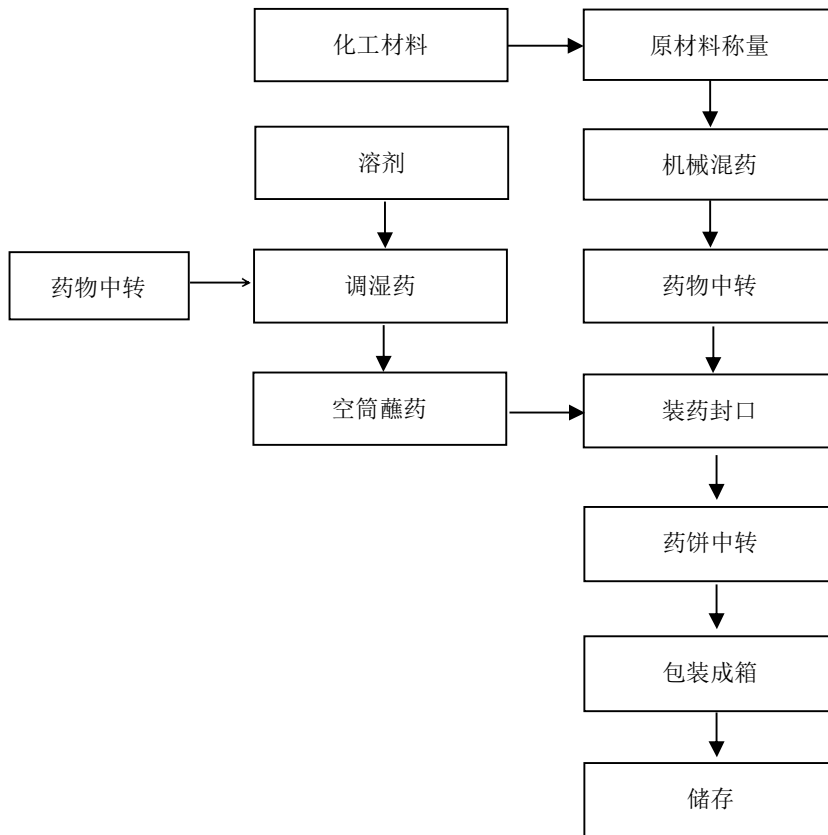 化工材料
原材料称量
溶剂
机械混药
药物中转
调湿药
药物中转
空筒蘸药
装药封口
药饼中转
包装成箱
储存